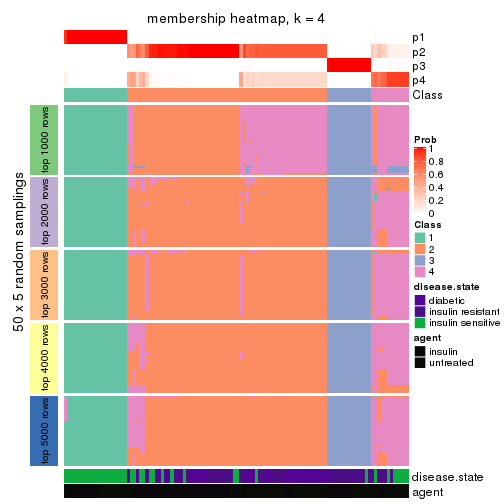 membership heatmap, k = 4
p1
p2
p3
p4
Class
50 x 5 random samplings
top 1000 rows
top 2000 rows
top 3000 rows
top 4000 rows
top 5000 rows
disease.state
agent
Prob
1
0.8
0.6
0.4
0.2
0
Class
1
2
3
4
disease.state
diabetic
insulin resistant
insulin sensitive
agent
insulin
untreated